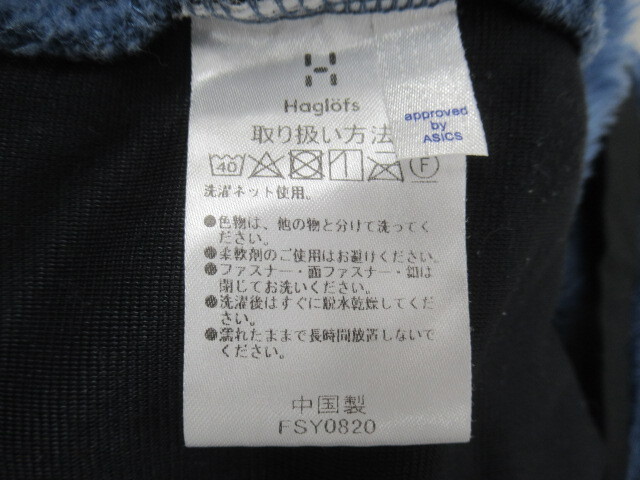 Haglöfs
approved
by
ASICS
取り扱い方法
40
F
洗濯ネット使用。
●色物は、他の物と分けて洗ってく
ださい。
●柔軟剤のご使用はお避けください。
●ファスナー・面ファスナー・釦は
閉じてお洗いください。
●洗濯後はすぐに脱水乾燥してくだ
さい。
●濡れたままで長時間放置しないで
ください。
中国製
FSY0820